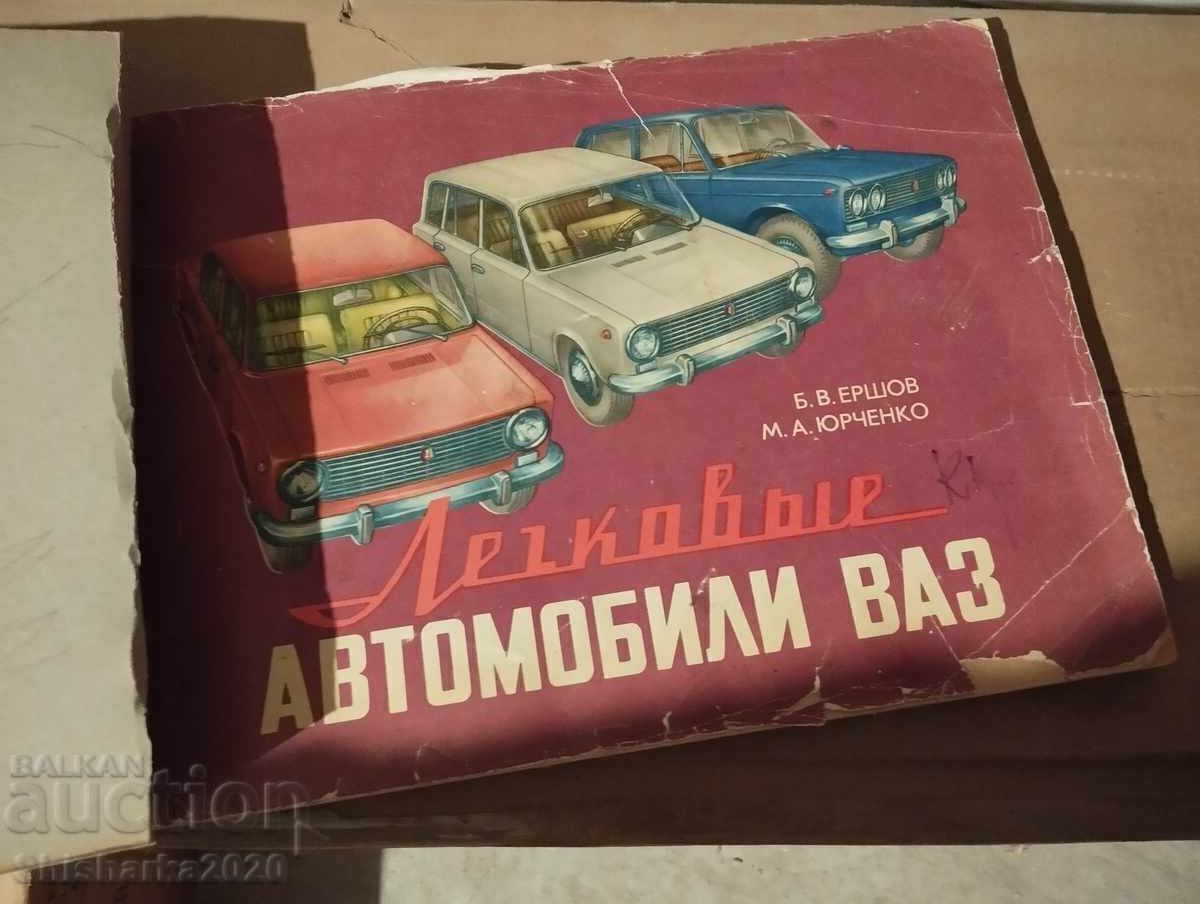 Б. В. ЕРШОВ
М. А. ЮРЧЕНКО
Легковые
АВТОМОБИЛИ ВАЗ
BALKAN
auction
Shisharka2020